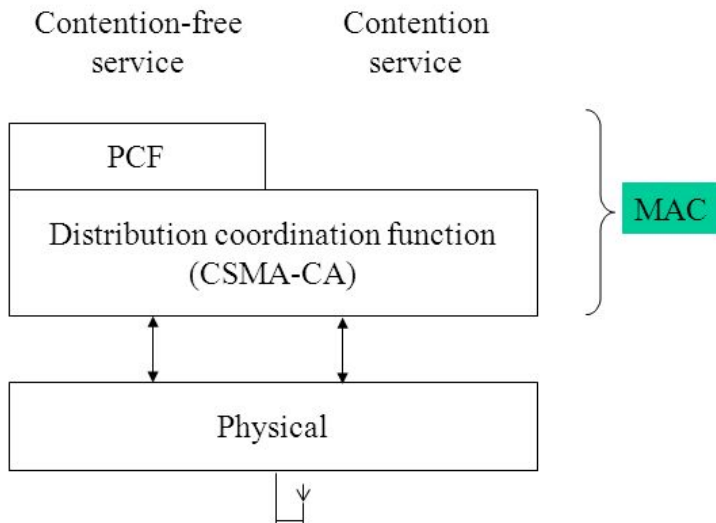 Contention-free
service
Contention
service
PCF
MAC
Distribution coordination function
(CSMA-CA)
Physical